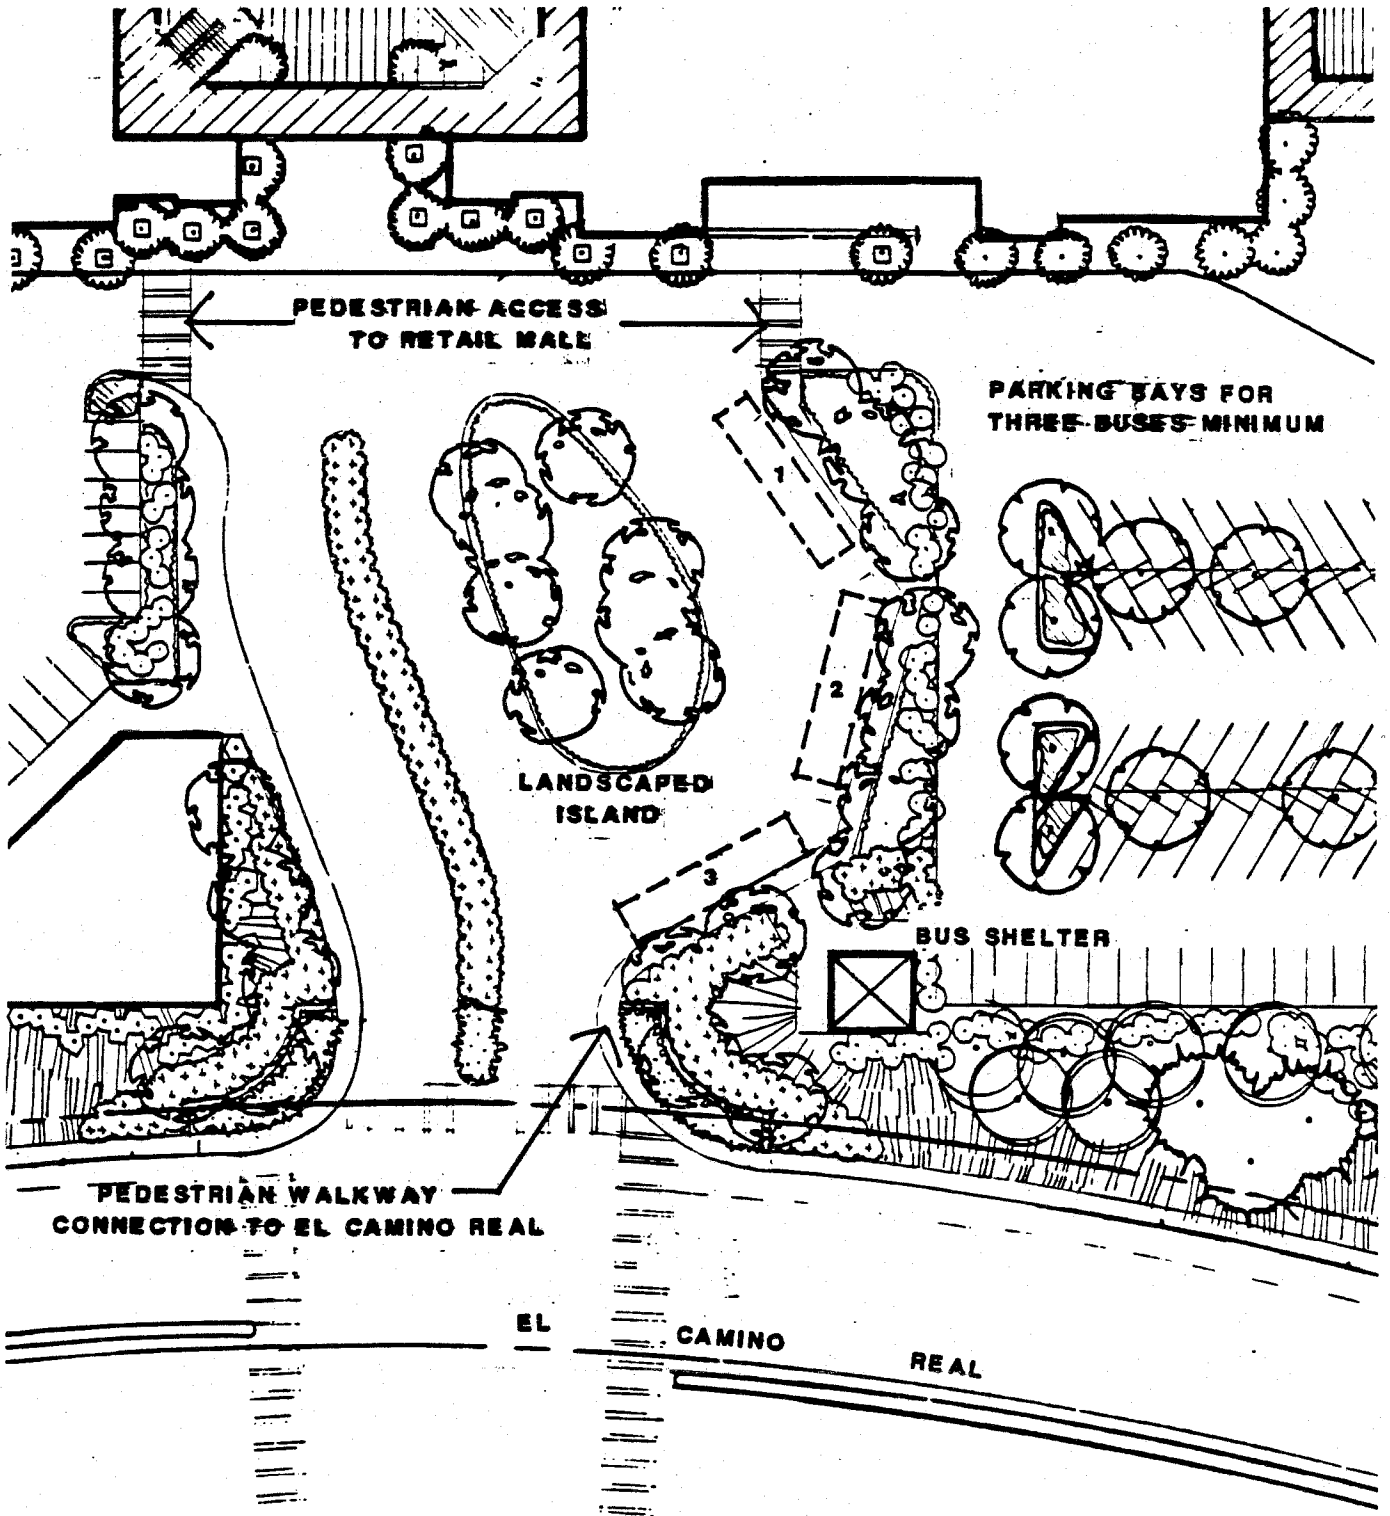 PEDESTRIAN ACCESS
TO RETAIL MALL
PARKING BAYS FOR
THREE BUSES MINIMUM
1
2
LANDSCAPED
ISLAND
3
BUS SHELTER
PEDESTRIAN WALKWAY
CONNECTION TO EL CAMINO REAL
EL CAMINO REAL